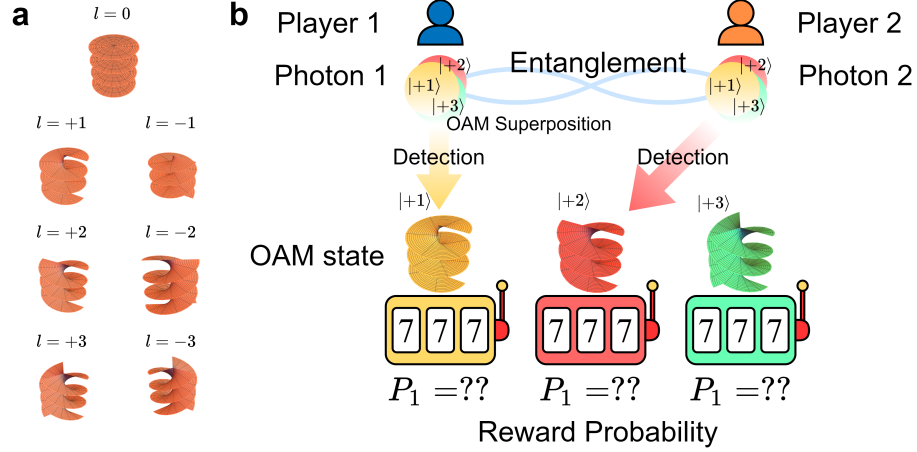 a
l = 0
l = +1
l = −1
l = +2
l = −2
l = +3
l = −3
b
Player 1
Player 2
Photon 1
Entanglement
Photon 2
|+2⟩
|+1⟩
|+3⟩
|+2⟩
|+1⟩
|+3⟩
OAM Superposition
Detection
Detection
|+1⟩
|+2⟩
|+3⟩
OAM state
7 7 7
7 7 7
7 7 7
P₁ =??
P₁ =??
P₁ =??
Reward Probability